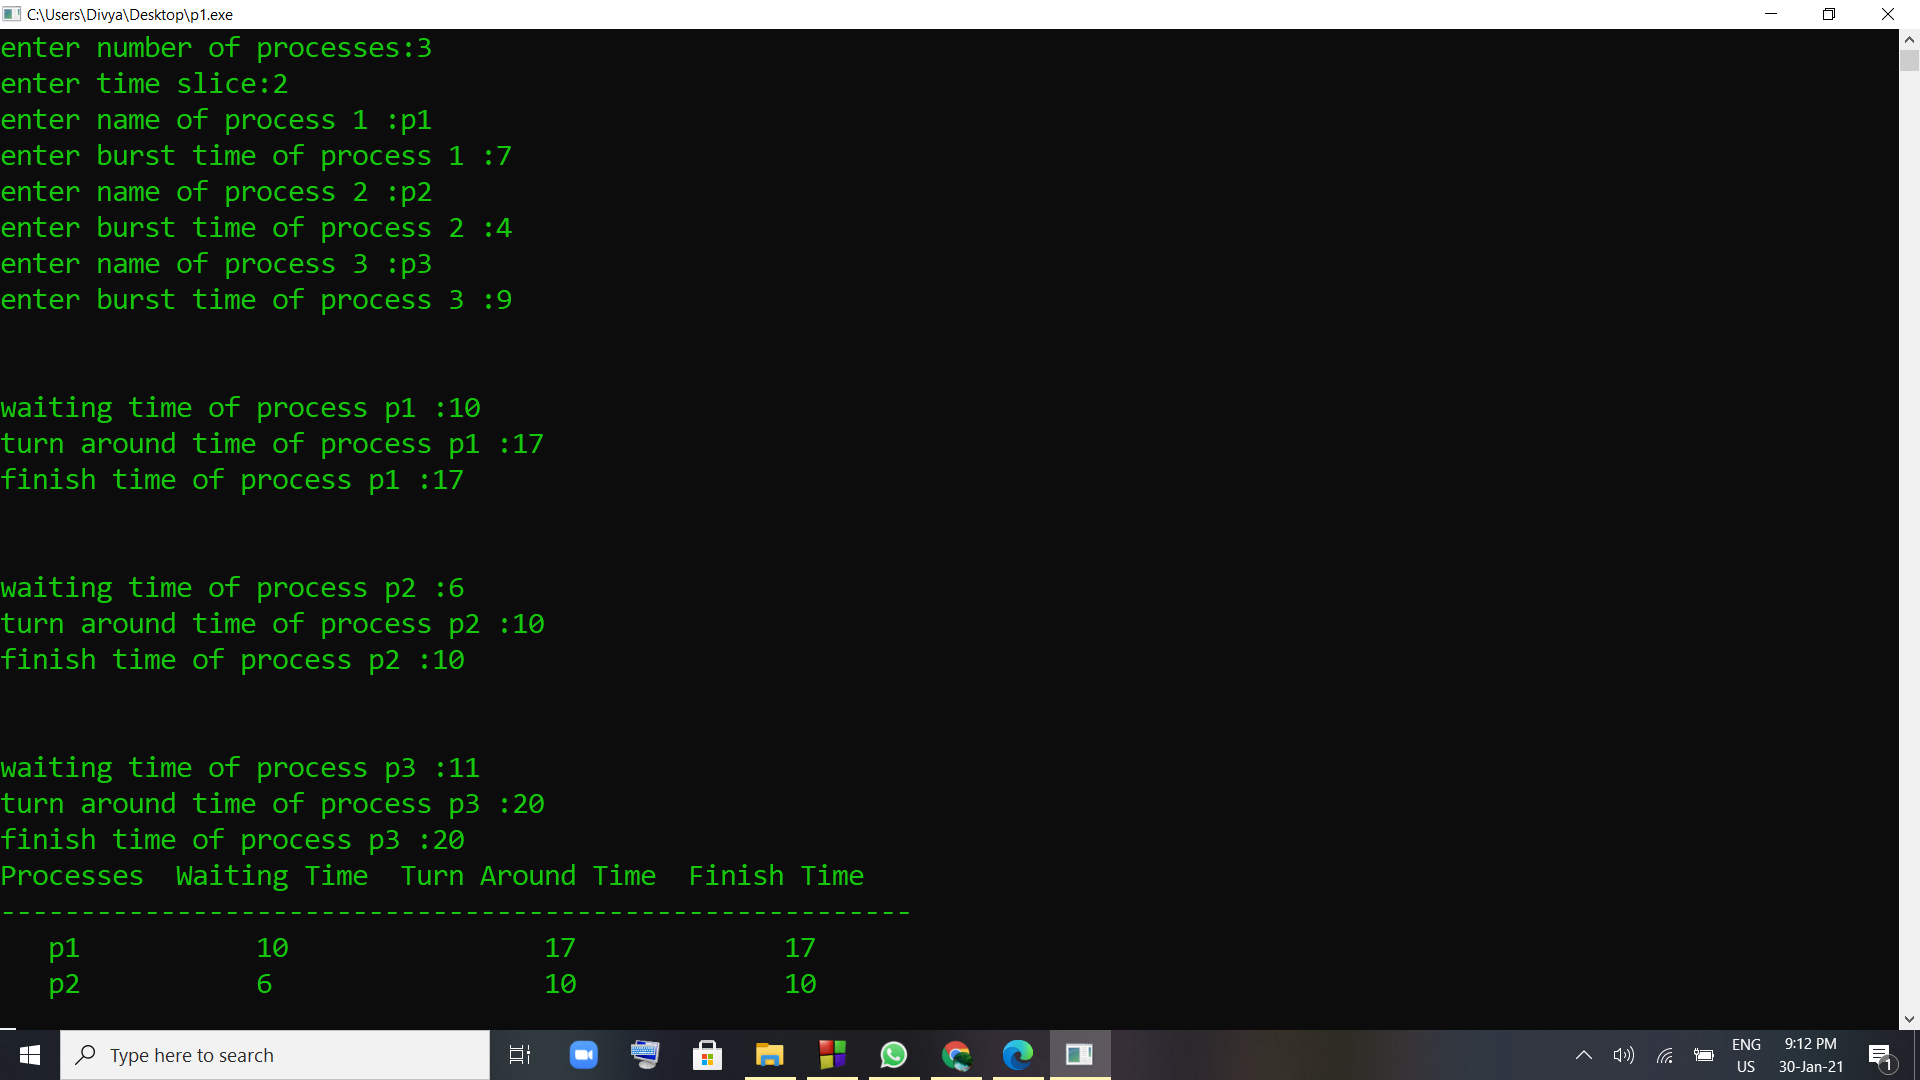 C:\Users\Divya\Desktop\p1.exe
enter number of processes:3
enter time slice:2
enter name of process 1 :p1
enter burst time of process 1 :7
enter name of process 2 :p2
enter burst time of process 2 :4
enter name of process 3 :p3
enter burst time of process 3 :9
waiting time of process p1 :10
turn around time of process p1 :17
finish time of process p1 :17
waiting time of process p2 :6
turn around time of process p2 :10
finish time of process p2 :10
waiting time of process p3 :11
turn around time of process p3 :20
finish time of process p3 :20
Processes  Waiting Time  Turn Around Time  Finish Time
---------------------------------------------------------
p1 10 17 17
p2 6 10 10
Type here to search
ENG
US
9:12 PM
30-Jan-21
1